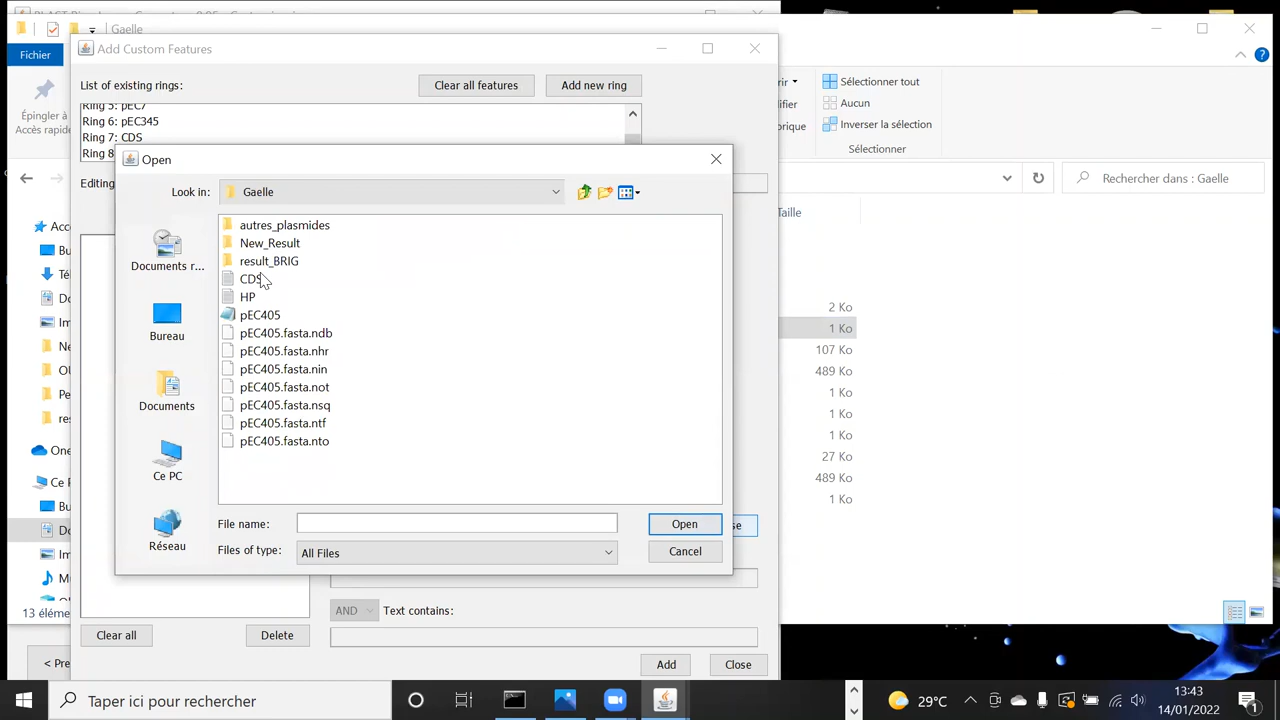 Gaelle
Fichier
Add Custom Features
List of existing rings:
Clear all features
Add new ring
Ring 5: pEC7
Ring 6: pEC345
Ring 7: CDS
Ring 8
Épingler à
Accès rapide
Sélectionner tout
Aucun
Inverser la sélection
Sélectionner
Open
Editing
Look in:
Gaelle
Rechercher dans : Gaelle
Taille
autres_plasmides
New_Result
result_BRIG
CDS
HP
pEC405
pEC405.fasta.ndb
pEC405.fasta.nhr
pEC405.fasta.nin
pEC405.fasta.not
pEC405.fasta.nsq
pEC405.fasta.ntf
pEC405.fasta.nto
Documents r...
Bureau
Documents
Ce PC
Réseau
File name:
Open
Files of type:
All Files
Cancel
2 Ko
1 Ko
107 Ko
489 Ko
1 Ko
1 Ko
1 Ko
27 Ko
489 Ko
1 Ko
13 éléme
AND
Text contains:
Clear all
Delete
< Pre
Add
Close
Taper ici pour rechercher
29°C
13:43
14/01/2022
1